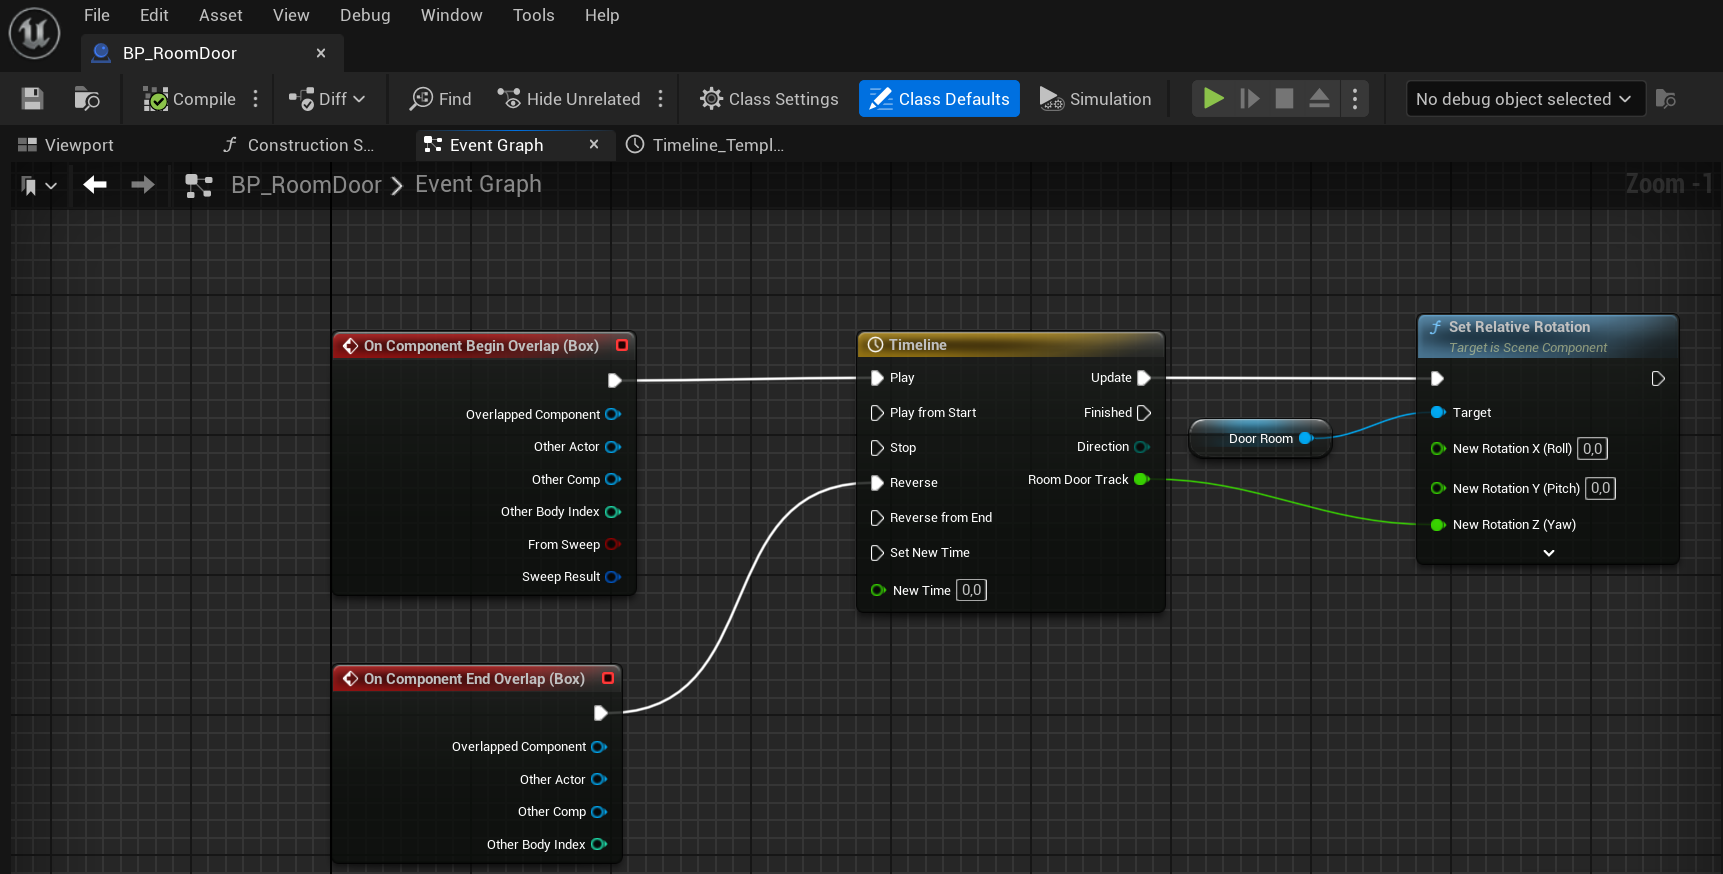 File Edit Asset View Debug Window Tools Help
BP_RoomDoor
Compile Diff Find Hide Unrelated Class Settings Class Defaults Simulation No debug object selected
Viewport Construction S... Event Graph Timeline_Templ...
BP_RoomDoor Event Graph Zoom -1
On Component Begin Overlap (Box)
Overlapped Component
Other Actor
Other Comp
Other Body Index
From Sweep
Sweep Result
On Component End Overlap (Box)
Overlapped Component
Other Actor
Other Comp
Other Body Index
Timeline
Play Update
Play from Start Finished
Stop Direction
Reverse Room Door Track
Reverse from End
Set New Time
New Time 0,0
Door Room
Set Relative Rotation
Target is Scene Component
Target
New Rotation X (Roll) 0,0
New Rotation Y (Pitch) 0,0
New Rotation Z (Yaw)